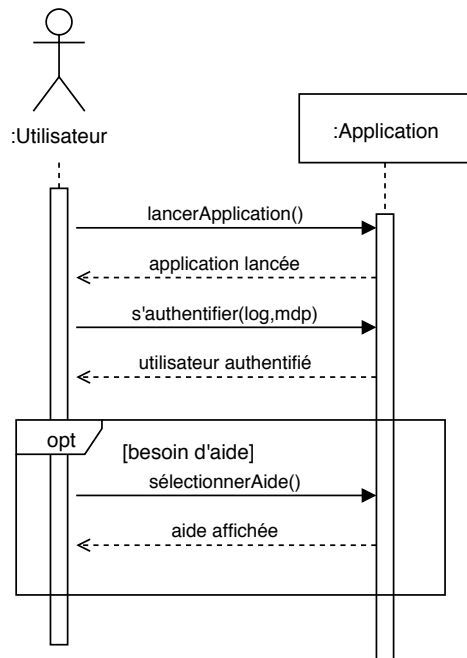 :Utilisateur
:Application
lancerApplication()
application lancée
s'authentifier(log,mdp)
utilisateur authentifié
opt
[besoin d'aide]
sélectionnerAide()
aide affichée